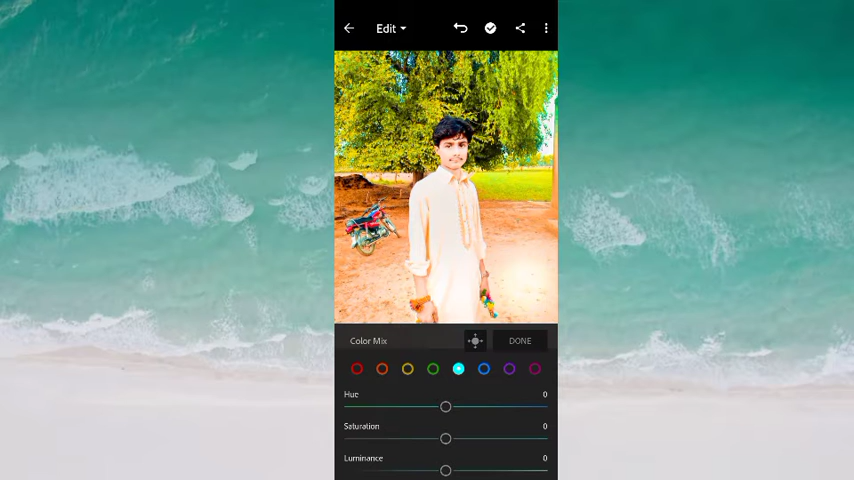 Edit
Color Mix
DONE
Hue 0
Saturation 0
Luminance 0